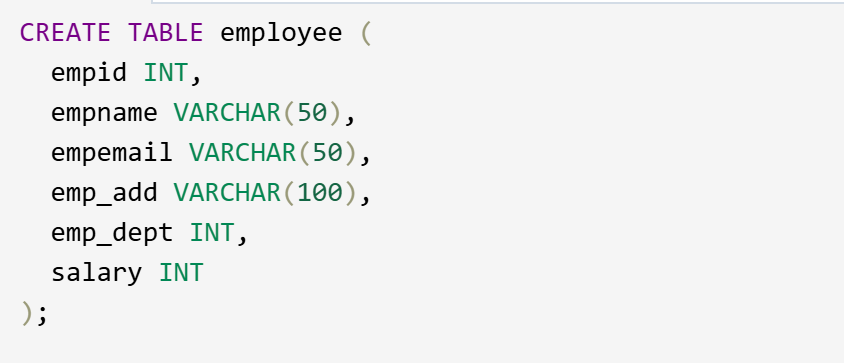 CREATE TABLE employee (
  empid INT,
  empname VARCHAR(50),
  empemail VARCHAR(50),
  emp_add VARCHAR(100),
  emp_dept INT,
  salary INT
);